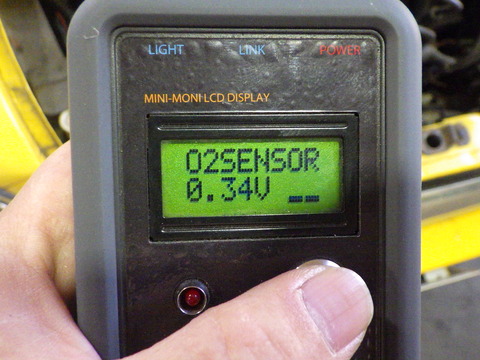 LIGHT LINK POWER
MINI-MONI LCD DISPLAY
O2SENSOR
0.34V